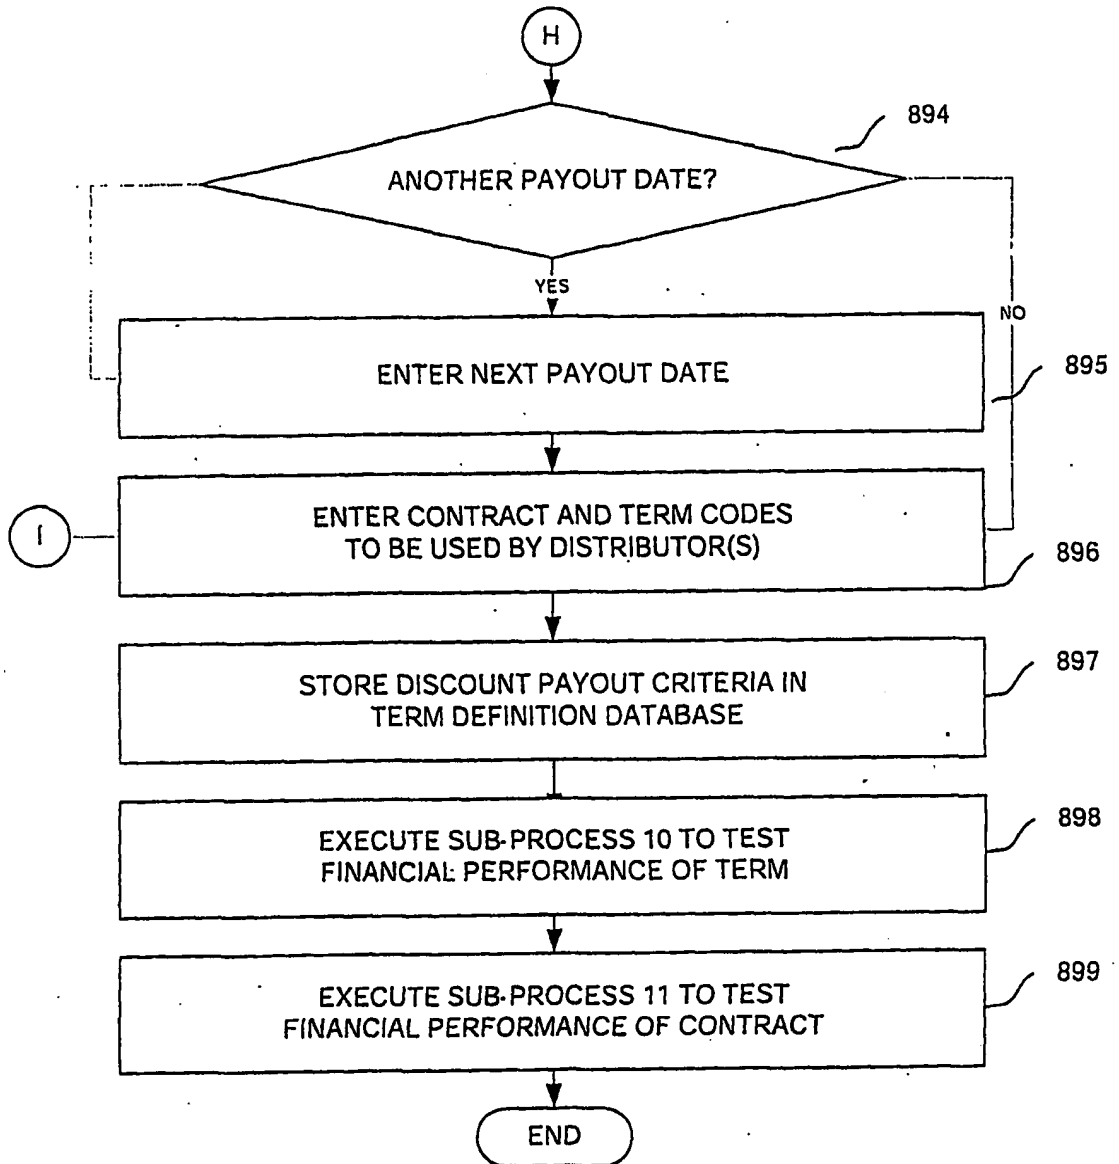 H
894
ANOTHER PAYOUT DATE?
YES
NO
ENTER NEXT PAYOUT DATE
895
I
ENTER CONTRACT AND TERM CODES
TO BE USED BY DISTRIBUTOR(S)
896
STORE DISCOUNT PAYOUT CRITERIA IN
TERM DEFINITION DATABASE
897
EXECUTE SUB-PROCESS 10 TO TEST
FINANCIAL PERFORMANCE OF TERM
898
EXECUTE SUB-PROCESS 11 TO TEST
FINANCIAL PERFORMANCE OF CONTRACT
899
END